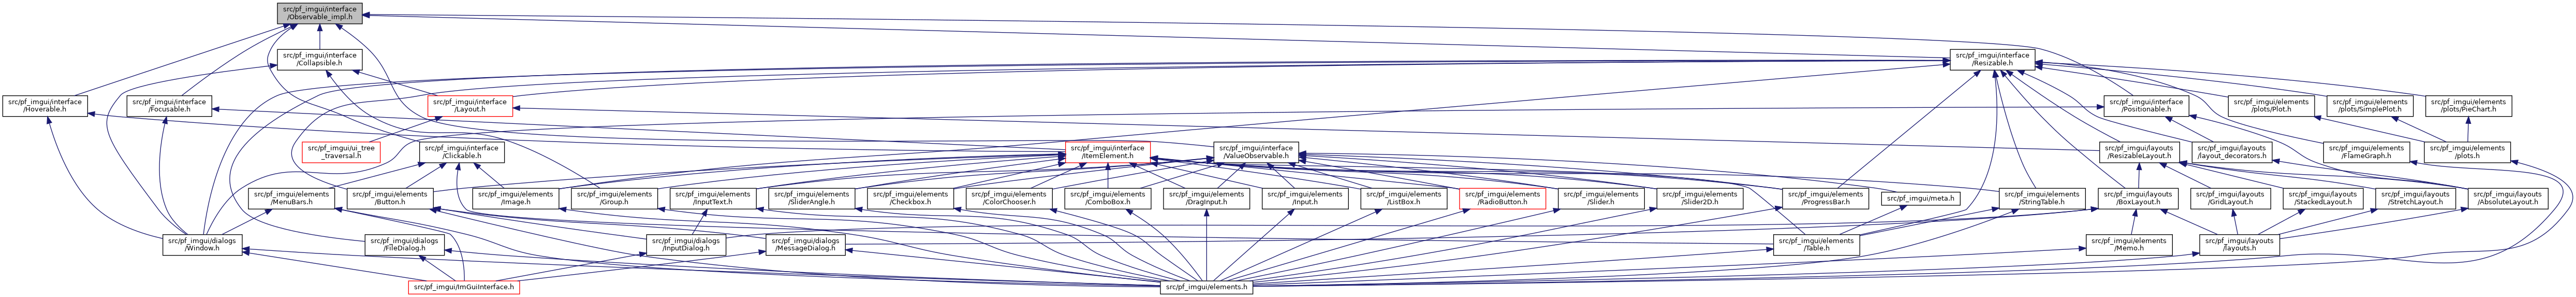 src/pf_imgui/interface
/Observable_impl.h
src/pf_imgui/interface
/Collapsible.h
src/pf_imgui/interface
/Resizable.h
src/pf_imgui/interface
/Hoverable.h
src/pf_imgui/interface
/Focusable.h
src/pf_imgui/interface
/Layout.h
src/pf_imgui/interface
/Positionable.h
src/pf_imgui/elements
/plots/Plot.h
src/pf_imgui/elements
/plots/SimplePlot.h
src/pf_imgui/elements
/plots/PieChart.h
src/pf_imgui/ui_tree
_traversal.h
src/pf_imgui/interface
/Clickable.h
src/pf_imgui/interface
/ItemElement.h
src/pf_imgui/interface
/ValueObservable.h
src/pf_imgui/layouts
/ResizableLayout.h
src/pf_imgui/layouts
/layout_decorators.h
src/pf_imgui/elements
/FlameGraph.h
src/pf_imgui/elements
/plots.h
src/pf_imgui/elements
/MenuBars.h
src/pf_imgui/elements
/Button.h
src/pf_imgui/elements
/Image.h
src/pf_imgui/elements
/Group.h
src/pf_imgui/elements
/InputText.h
src/pf_imgui/elements
/SliderAngle.h
src/pf_imgui/elements
/Checkbox.h
src/pf_imgui/elements
/ColorChooser.h
src/pf_imgui/elements
/ComboBox.h
src/pf_imgui/elements
/DragInput.h
src/pf_imgui/elements
/Input.h
src/pf_imgui/elements
/ListBox.h
src/pf_imgui/elements
/RadioButton.h
src/pf_imgui/elements
/Slider.h
src/pf_imgui/elements
/Slider2D.h
src/pf_imgui/elements
/ProgressBar.h
src/pf_imgui/meta.h
src/pf_imgui/elements
/StringTable.h
src/pf_imgui/layouts
/BoxLayout.h
src/pf_imgui/layouts
/GridLayout.h
src/pf_imgui/layouts
/StackedLayout.h
src/pf_imgui/layouts
/StretchLayout.h
src/pf_imgui/layouts
/AbsoluteLayout.h
src/pf_imgui/dialogs
/Window.h
src/pf_imgui/dialogs
/FileDialog.h
src/pf_imgui/dialogs
/InputDialog.h
src/pf_imgui/dialogs
/MessageDialog.h
src/pf_imgui/elements
/Table.h
src/pf_imgui/elements
/Memo.h
src/pf_imgui/layouts
/layouts.h
src/pf_imgui/ImGuiInterface.h
src/pf_imgui/elements.h